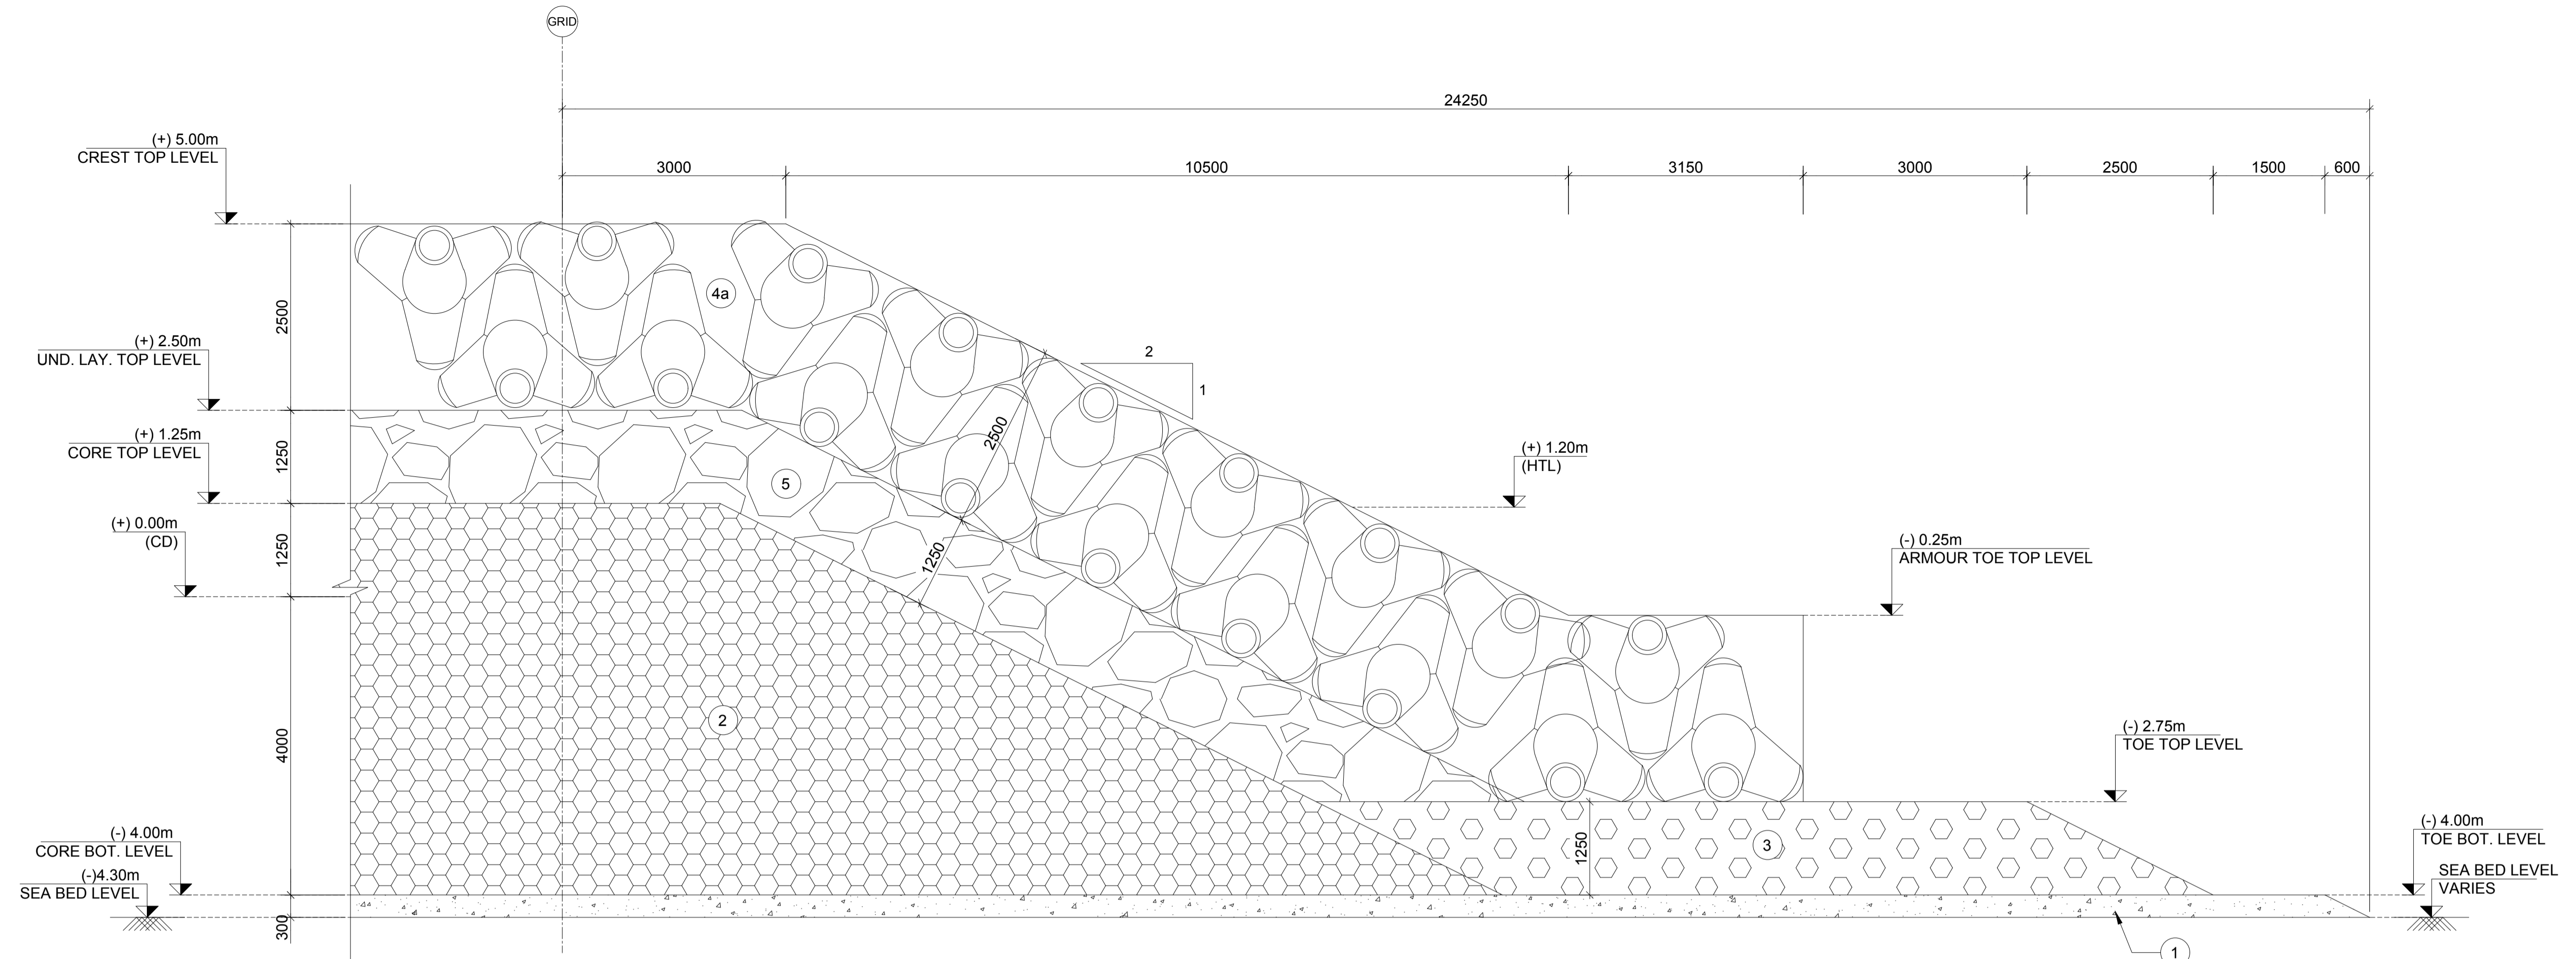 GRID
24250
3000
10500
3150
3000
2500
1500
600
(+) 5.00m
CREST TOP LEVEL
2500
4a
(+) 2.50m
UND. LAY. TOP LEVEL
2
1
2500
(+) 1.25m
CORE TOP LEVEL
1250
5
(+) 1.20m
(HTL)
(+) 0.00m
(CD)
1250
1250
(-) 0.25m
ARMOUR TOE TOP LEVEL
4000
2
(-) 2.75m
TOE TOP LEVEL
(-) 4.00m
CORE BOT. LEVEL
1250
3
(-) 4.00m
TOE BOT. LEVEL
(-)4.30m
SEA BED LEVEL
SEA BED LEVEL
VARIES
300
1